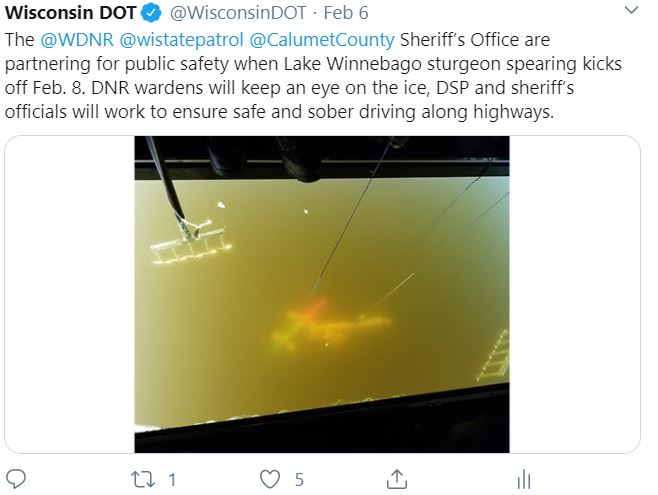 Wisconsin DOT @WisconsinDOT · Feb 6
The @WDNR @wistatepatrol @CalumetCounty Sheriff's Office are
partnering for public safety when Lake Winnebago sturgeon spearing kicks
off Feb. 8. DNR wardens will keep an eye on the ice, DSP and sheriff's
officials will work to ensure safe and sober driving along highways.
1 5